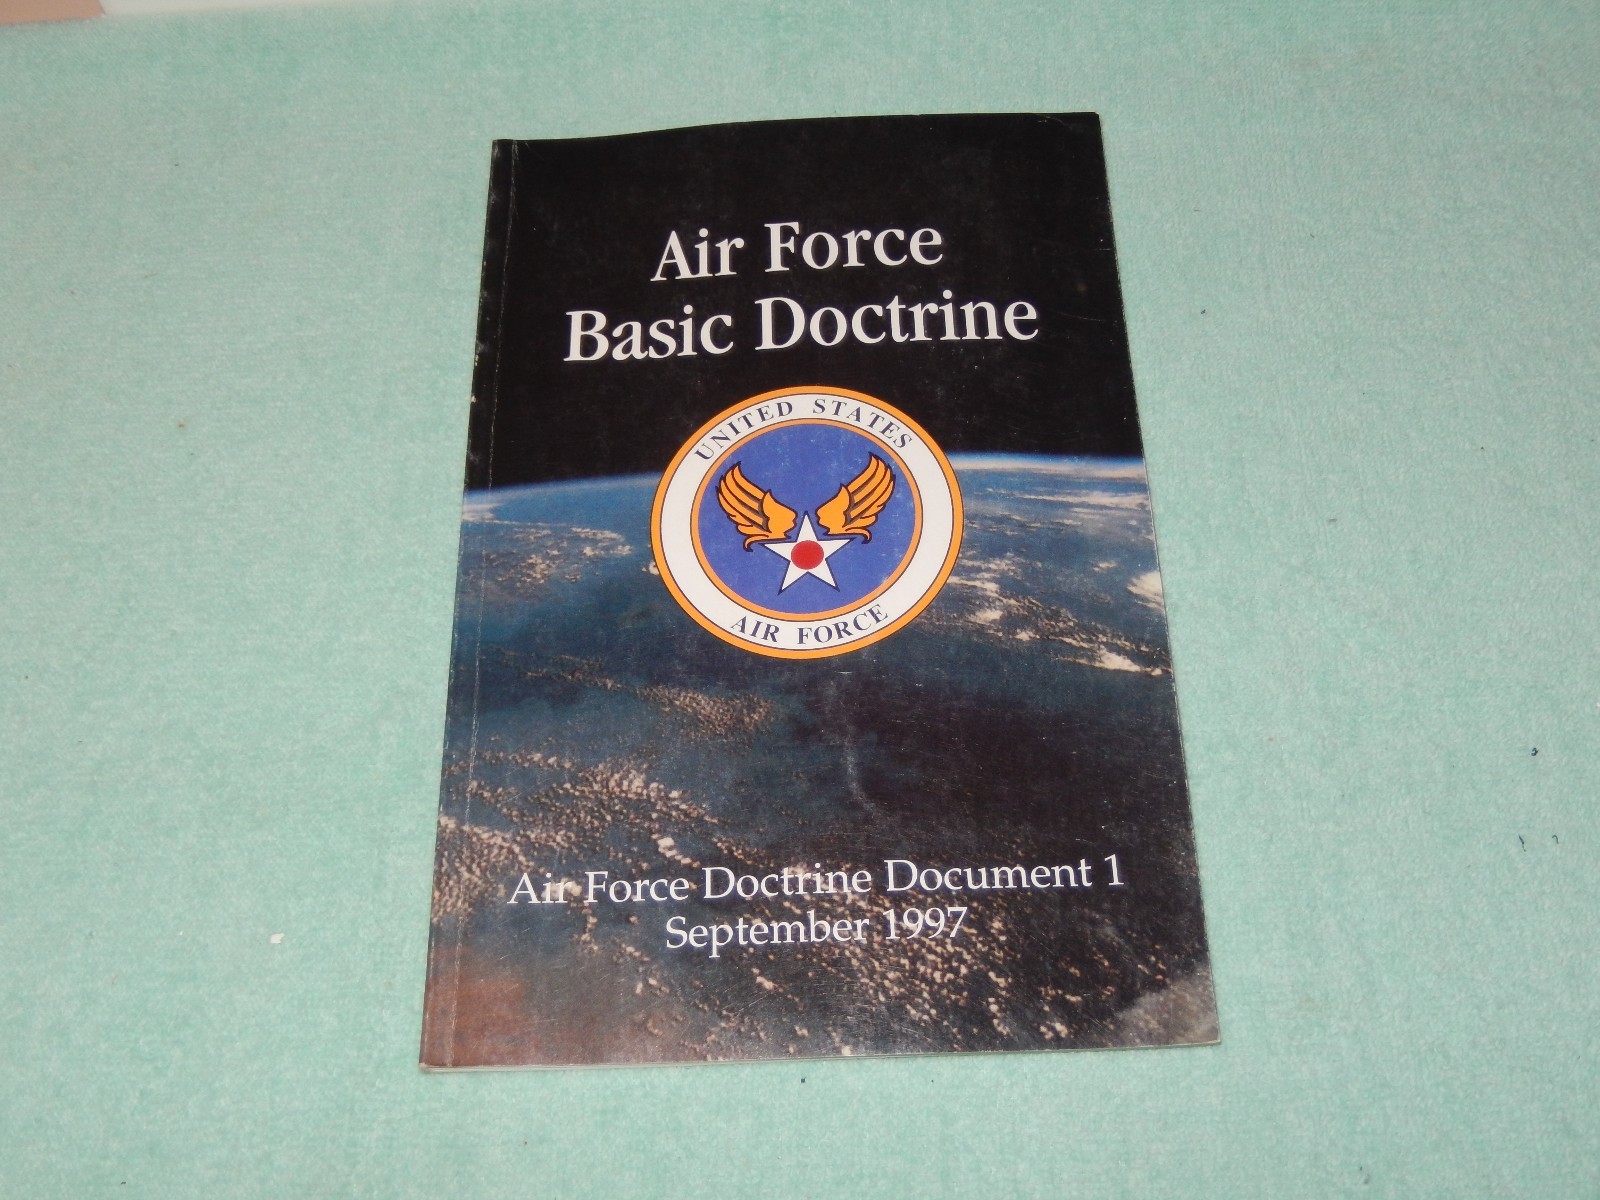 Air Force
Basic Doctrine
UNITED STATES
AIR FORCE
Air Force Doctrine Document 1
September 1997